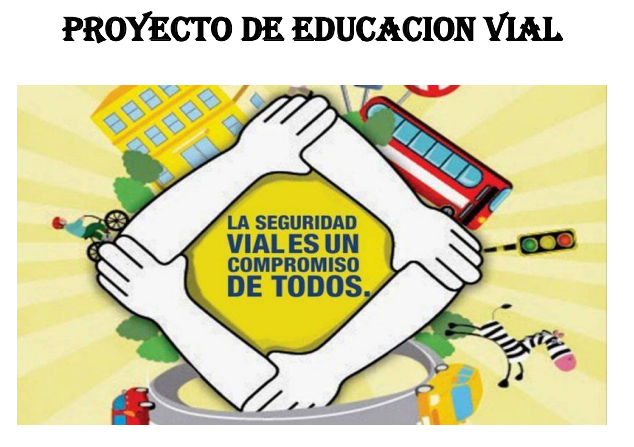 PROYECTO DE EDUCACION VIAL
LA SEGURIDAD
VIAL ES UN
COMPROMISO
DE TODOS.